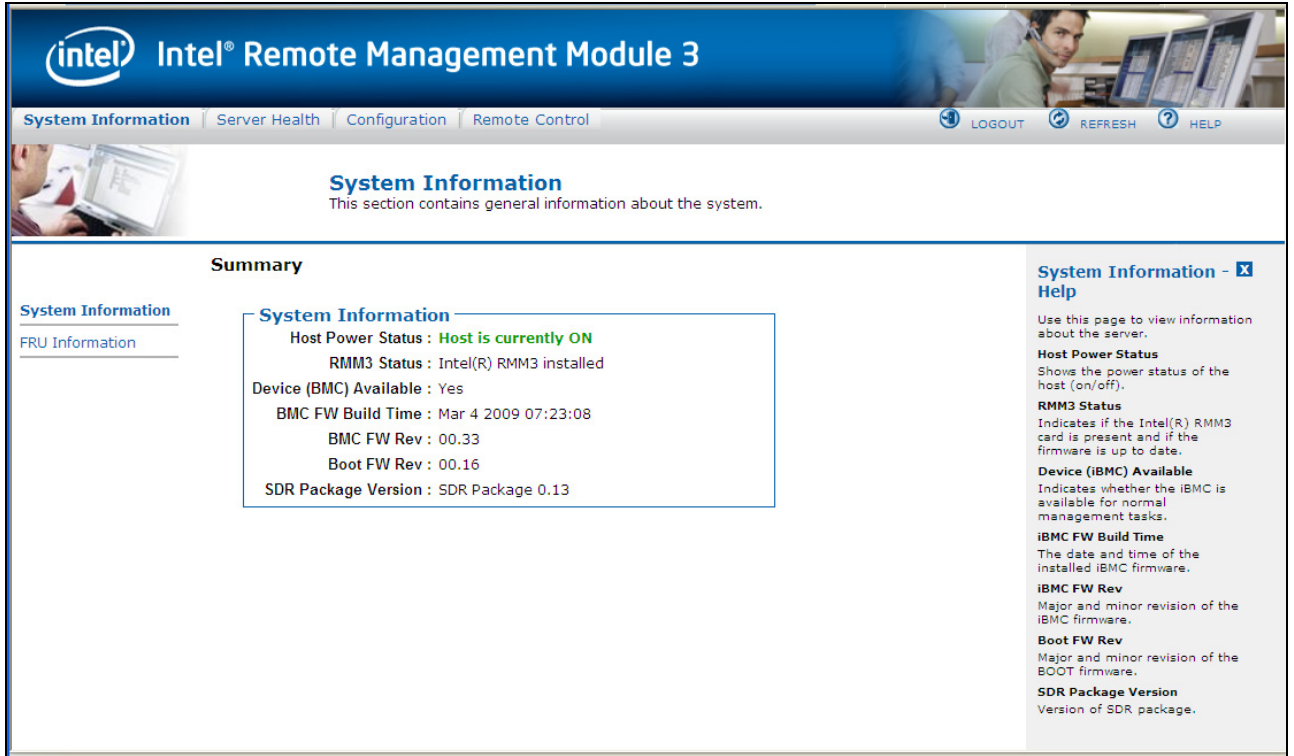 intel Intel® Remote Management Module 3
System Information Server Health Configuration Remote Control LOGOUT REFRESH HELP
System Information
This section contains general information about the system.
Summary
System Information
FRU Information
System Information
Host Power Status : Host is currently ON
RMM3 Status : Intel(R) RMM3 installed
Device (BMC) Available : Yes
BMC FW Build Time : Mar 4 2009 07:23:08
BMC FW Rev : 00.33
Boot FW Rev : 00.16
SDR Package Version : SDR Package 0.13
System Information - X
Help
Use this page to view information
about the server.
Host Power Status
Shows the power status of the
host (on/off).
RMM3 Status
Indicates if the Intel(R) RMM3
card is present and if the
firmware is up to date.
Device (iBMC) Available
Indicates whether the iBMC is
available for normal
management tasks.
iBMC FW Build Time
The date and time of the
installed iBMC firmware.
iBMC FW Rev
Major and minor revision of the
iBMC firmware.
Boot FW Rev
Major and minor revision of the
BOOT firmware.
SDR Package Version
Version of SDR package.